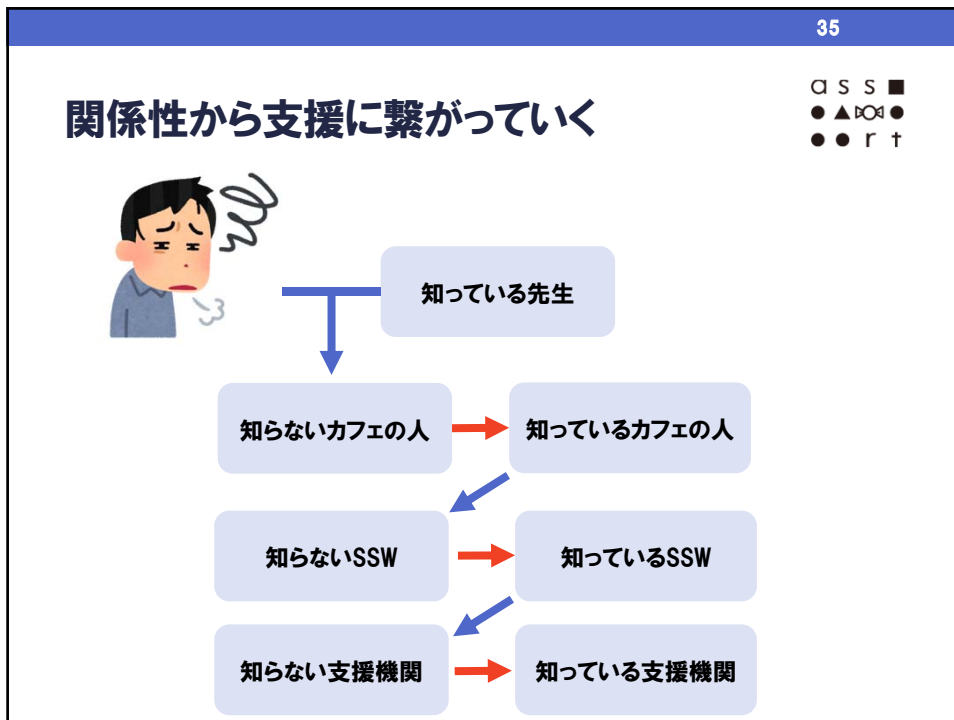 35
関係性から支援に繋がっていく
ass■
●▲●
●●rt
知っている先生
知らないカフェの人
知っているカフェの人
知らないSSW
知っているSSW
知らない支援機関
知っている支援機関